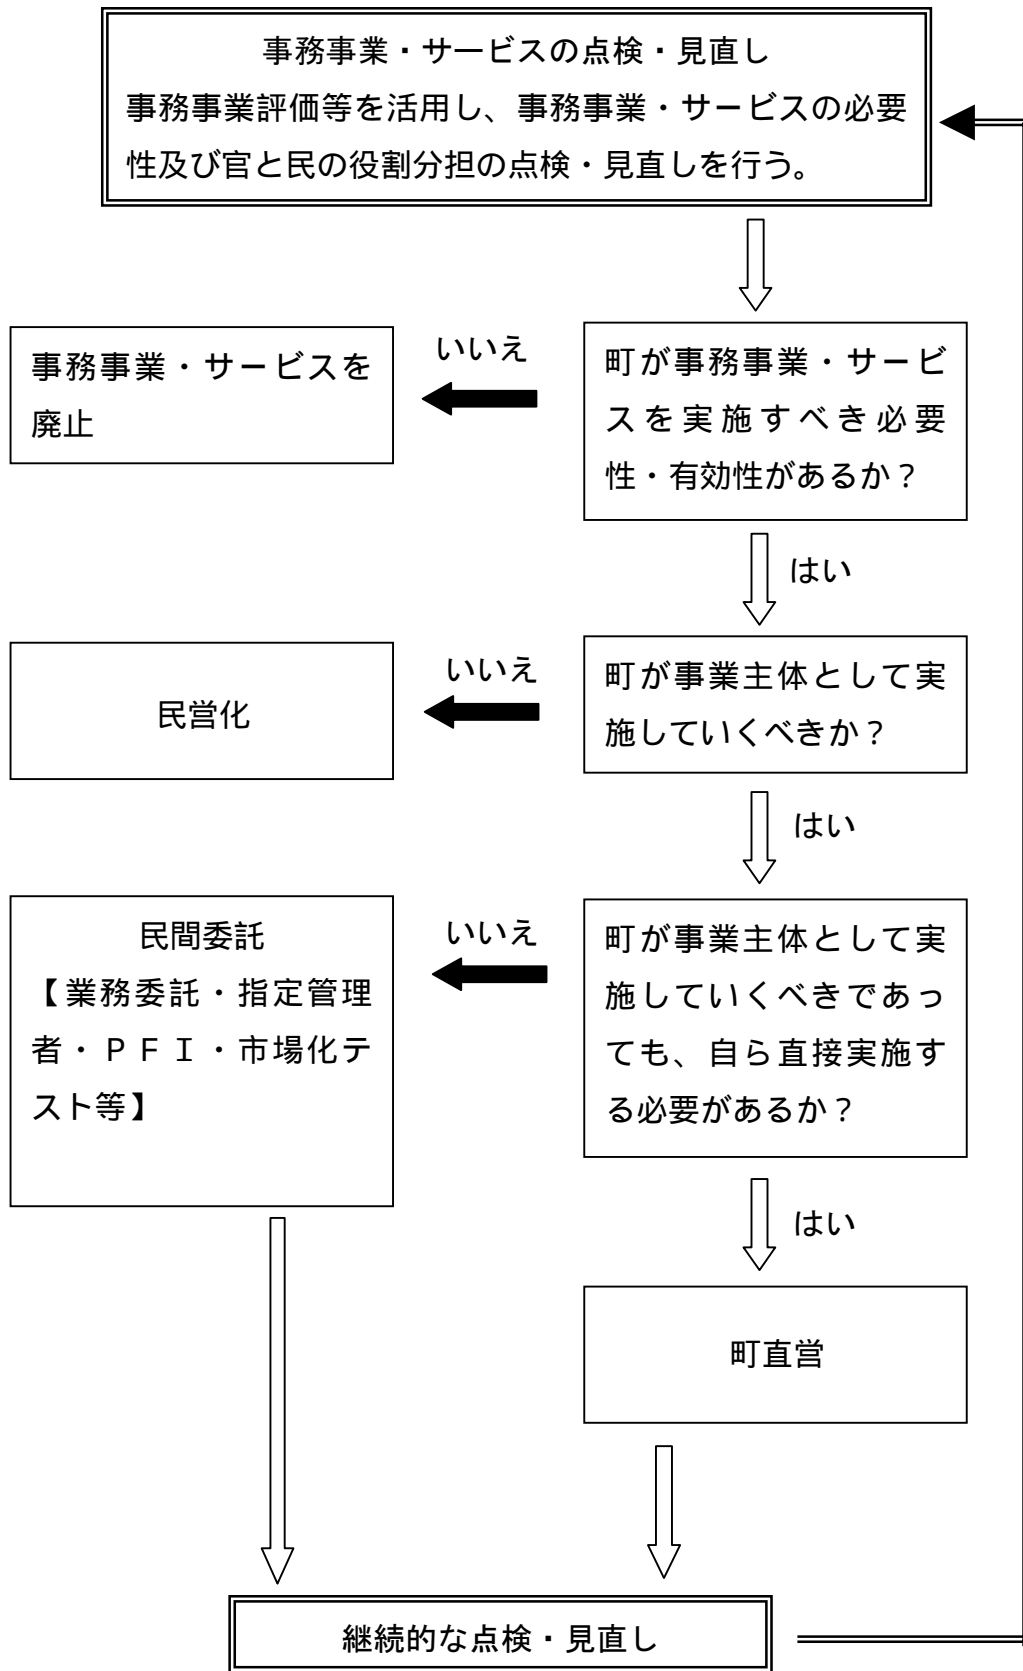 事務事業・サービスの点検・見直し
事務事業評価等を活用し、事務事業・サービスの必要
性及び官と民の役割分担の点検・見直しを行う。
いいえ
事務事業・サービスを
廃止
町が事務事業・サービ
スを実施すべき必要
性・有効性があるか？
はい
いいえ
民営化
町が事業主体として実
施していくべきか？
はい
民間委託
【業務委託・指定管理
者・ＰＦＩ・市場化テ
スト等】
いいえ
町が事業主体として実
施していくべきであっ
ても、自ら直接実施す
る必要があるか？
はい
町直営
継続的な点検・見直し